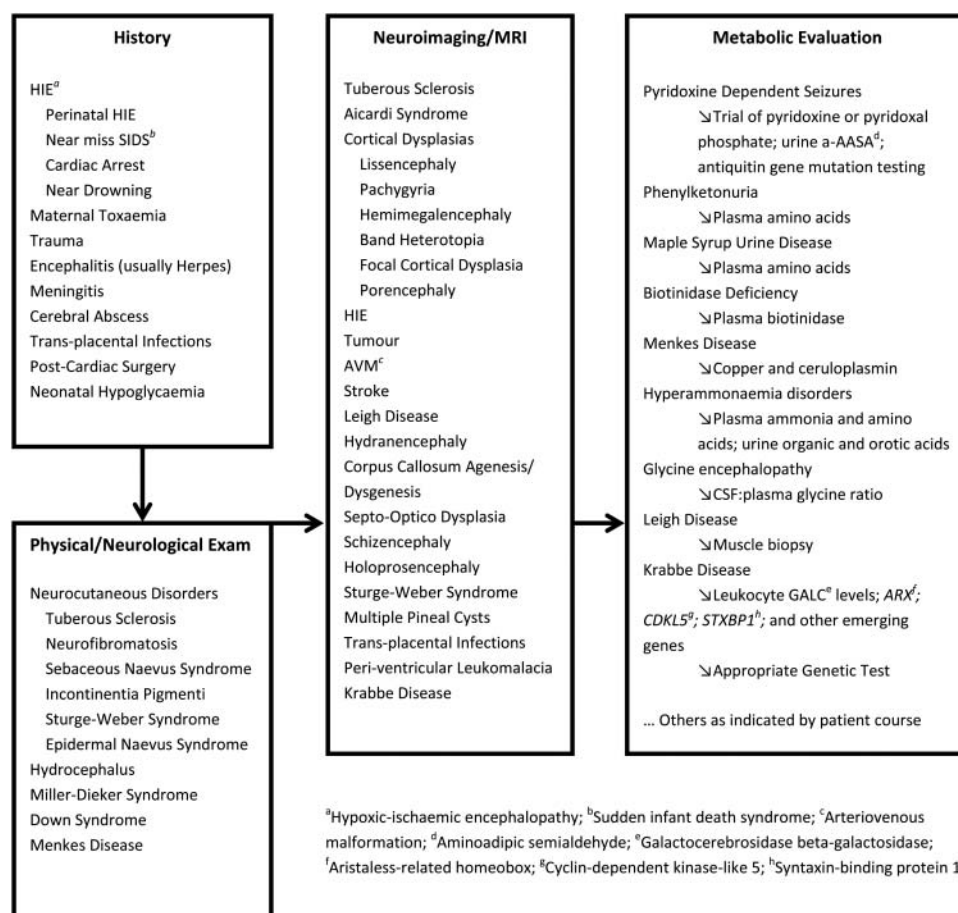 History
HIEᵃ
Perinatal HIE
Near miss SIDSᵇ
Cardiac Arrest
Near Drowning
Maternal Toxaemia
Trauma
Encephalitis (usually Herpes)
Meningitis
Cerebral Abscess
Trans-placental Infections
Post-Cardiac Surgery
Neonatal Hypoglycaemia
Physical/Neurological Exam
Neurocutaneous Disorders
Tuberous Sclerosis
Neurofibromatosis
Sebaceous Naevus Syndrome
Incontinentia Pigmenti
Sturge-Weber Syndrome
Epidermal Naevus Syndrome
Hydrocephalus
Miller-Dieker Syndrome
Down Syndrome
Menkes Disease
Neuroimaging/MRI
Tuberous Sclerosis
Aicardi Syndrome
Cortical Dysplasias
Lissencephaly
Pachygyria
Hemimegalencephaly
Band Heterotopia
Focal Cortical Dysplasia
Porencephaly
HIE
Tumour
AVMᶜ
Stroke
Leigh Disease
Hydranencephaly
Corpus Callosum Agenesis/
Dysgenesis
Septo-Optico Dysplasia
Schizencephaly
Holoprosencephaly
Sturge-Weber Syndrome
Multiple Pineal Cysts
Trans-placental Infections
Peri-ventricular Leukomalacia
Krabbe Disease
Metabolic Evaluation
Pyridoxine Dependent Seizures
↘Trial of pyridoxine or pyridoxal
phosphate; urine a-AASAᵈ;
antiquitin gene mutation testing
Phenylketonuria
↘Plasma amino acids
Maple Syrup Urine Disease
↘Plasma amino acids
Biotinidase Deficiency
↘Plasma biotinidase
Menkes Disease
↘Copper and ceruloplasmin
Hyperammonaemia disorders
↘Plasma ammonia and amino
acids; urine organic and orotic acids
Glycine encephalopathy
↘CSF:plasma glycine ratio
Leigh Disease
↘Muscle biopsy
Krabbe Disease
↘Leukocyte GALCᵉ levels; ARXᶠ;
CDKL5ᵍ; STXBP1ʰ; and other emerging
genes
↘Appropriate Genetic Test
... Others as indicated by patient course
ᵃHypoxic-ischaemic encephalopathy; ᵇSudden infant death syndrome; ᶜArteriovenous
malformation; ᵈAminoadipic semialdehyde; ᵉGalactocerebrosidase beta-galactosidase;
ᶠAristaless-related homeobox; ᵍCyclin-dependent kinase-like 5; ʰSyntaxin-binding protein 1